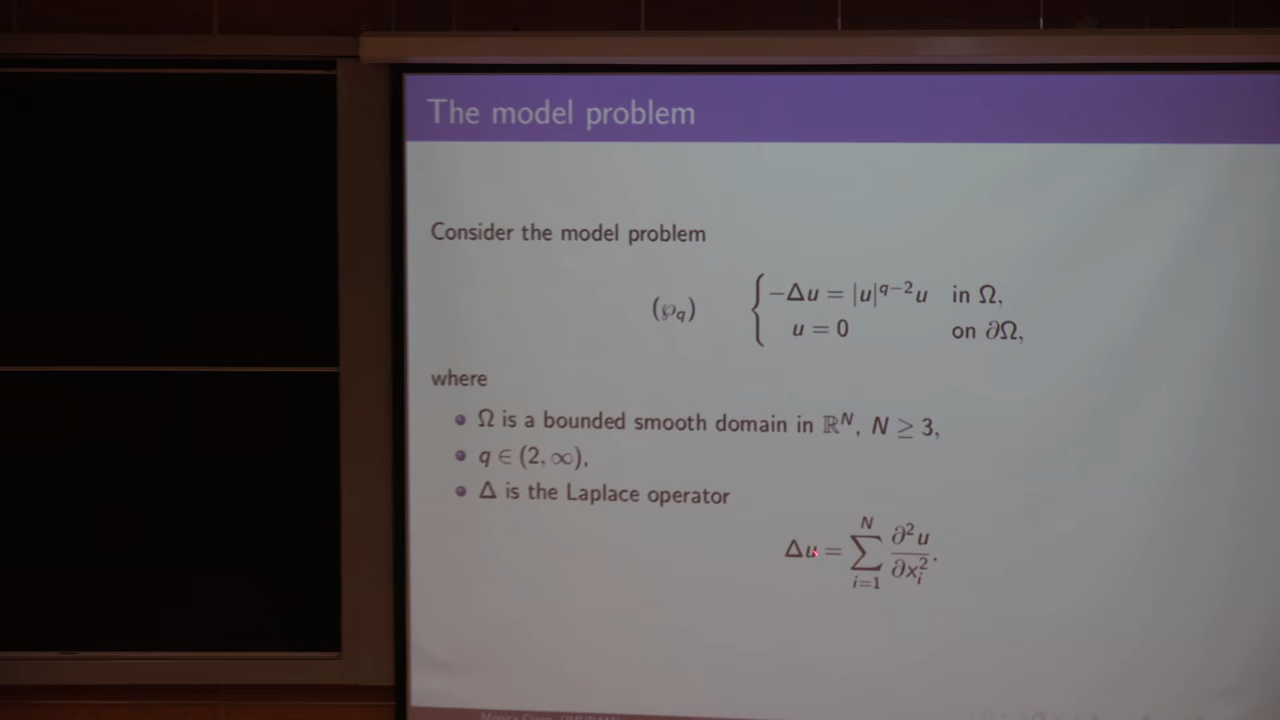 The model problem
Consider the model problem
(℘_q) { −Δu = |u|^{q−2}u in Ω,
u = 0 on ∂Ω,
where
• Ω is a bounded smooth domain in ℝ^N, N ≥ 3,
• q ∈ (2, ∞),
• Δ is the Laplace operator
Δu = ∑_{i=1}^{N} ∂²u/∂x_i².